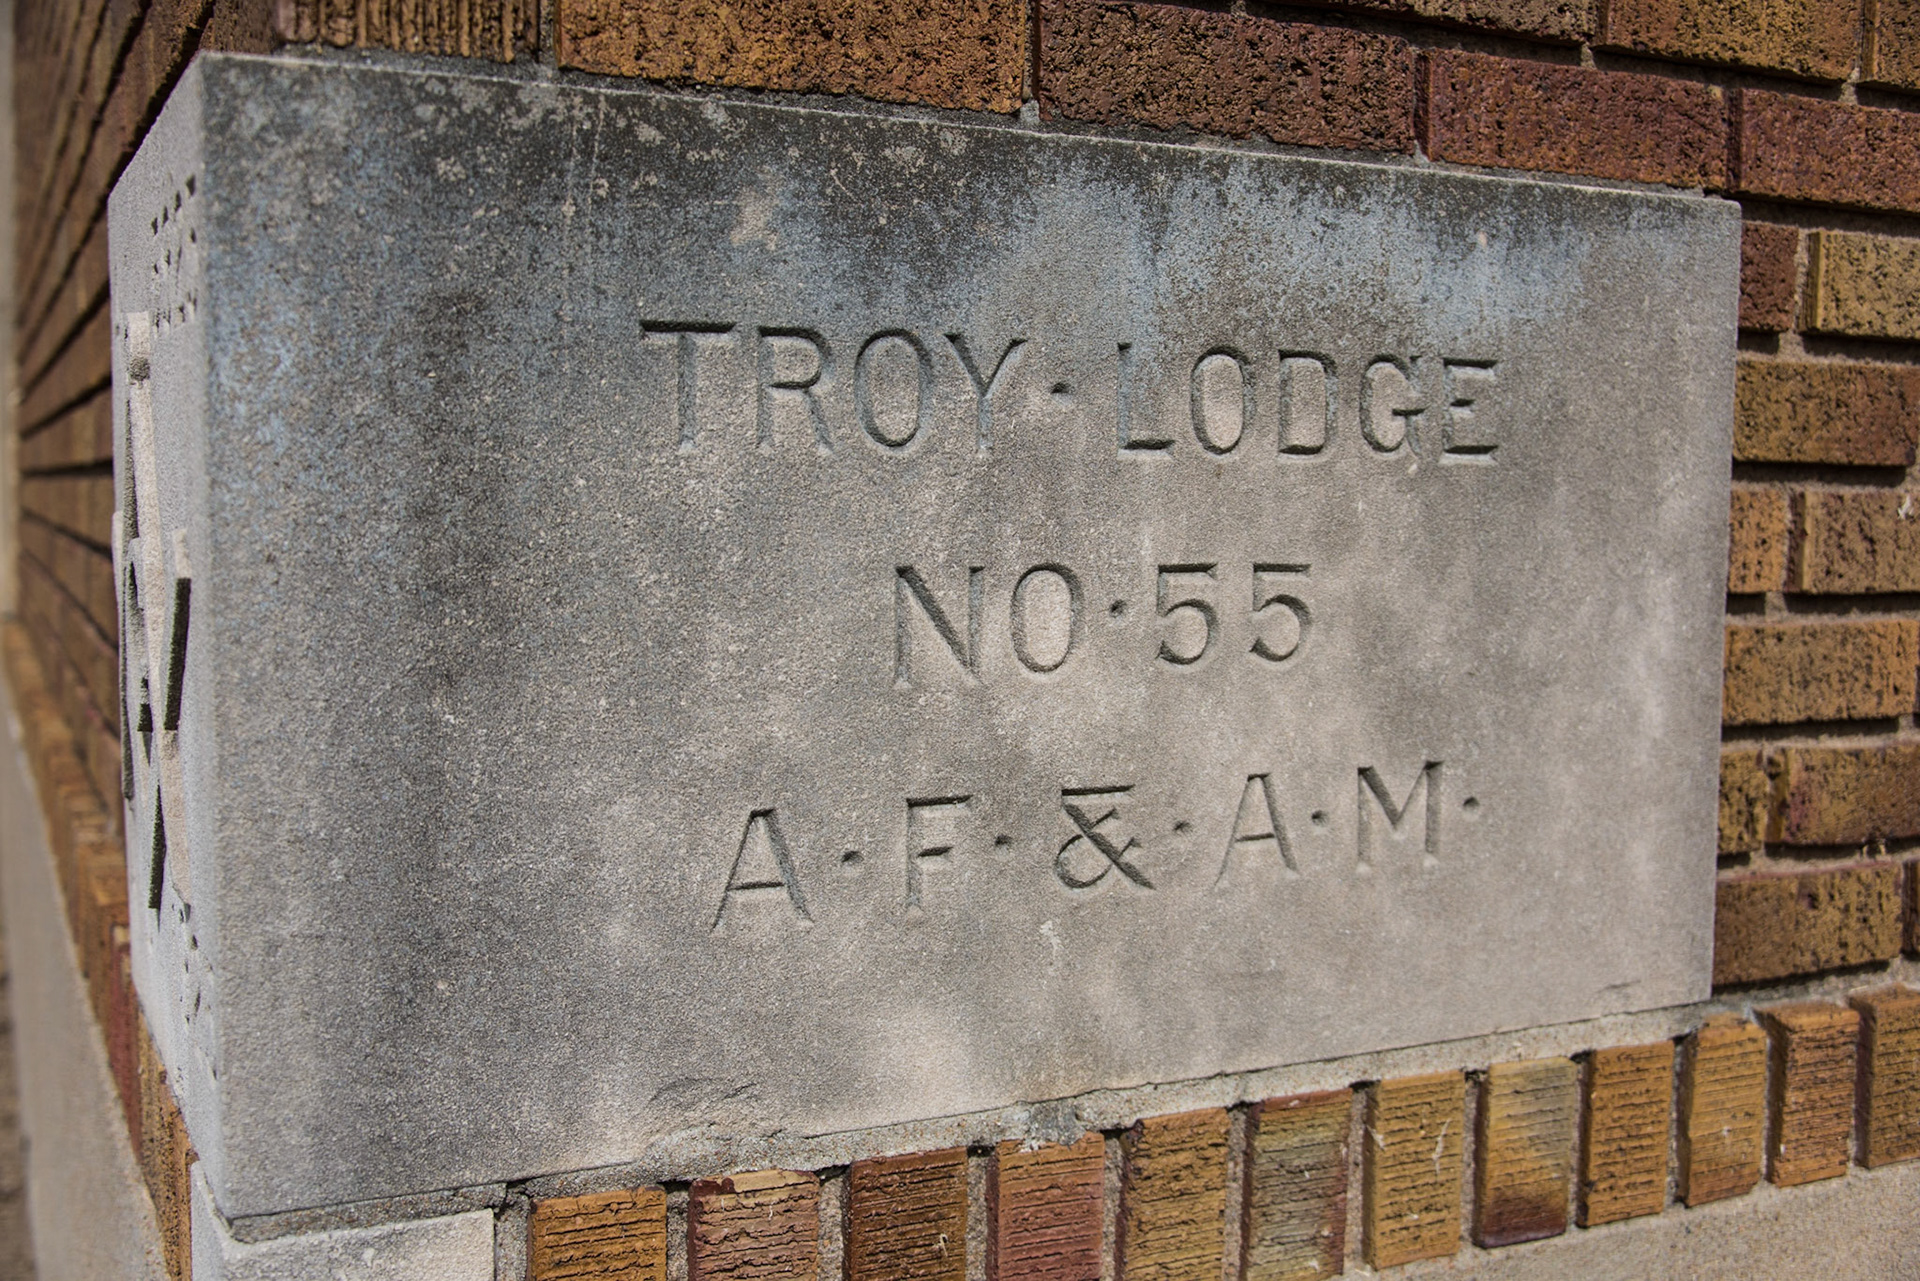 TROY · LODGE
NO · 55
A · F · & · A · M ·